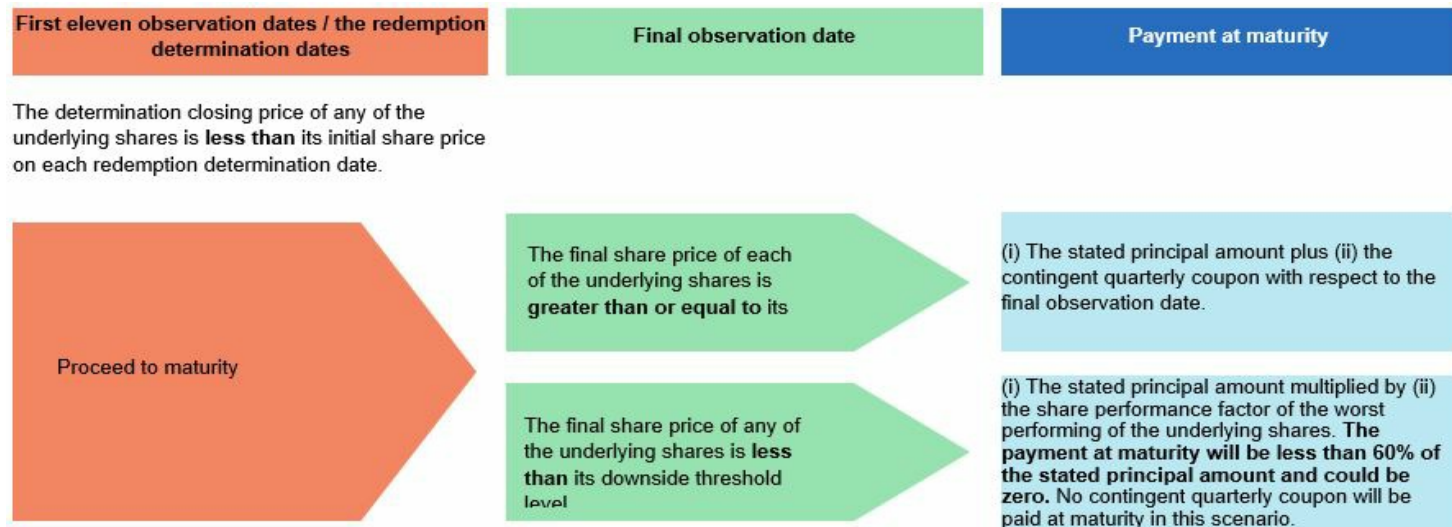 First eleven observation dates / the redemption
determination dates
Final observation date
Payment at maturity
The determination closing price of any of the
underlying shares is less than its initial share price
on each redemption determination date.
Proceed to maturity
The final share price of each
of the underlying shares is
greater than or equal to its
(i) The stated principal amount plus (ii) the
contingent quarterly coupon with respect to the
final observation date.
The final share price of any of
the underlying shares is less
than its downside threshold
level
(i) The stated principal amount multiplied by (ii)
the share performance factor of the worst
performing of the underlying shares. The
payment at maturity will be less than 60% of
the stated principal amount and could be
zero. No contingent quarterly coupon will be
paid at maturity in this scenario.